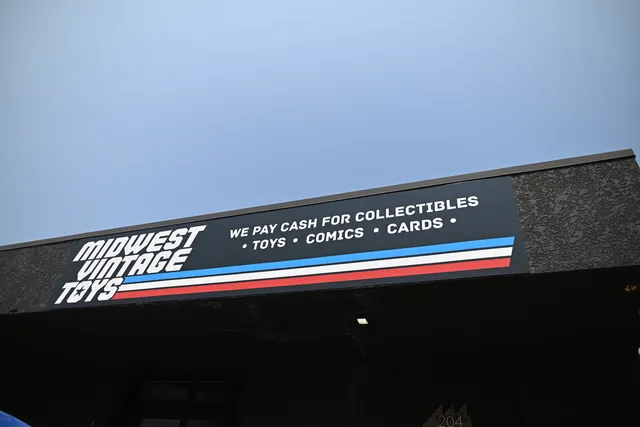 MIDWEST
VINTAGE
TOYS
WE PAY CASH FOR COLLECTIBLES
• TOYS • COMICS • CARDS •
204